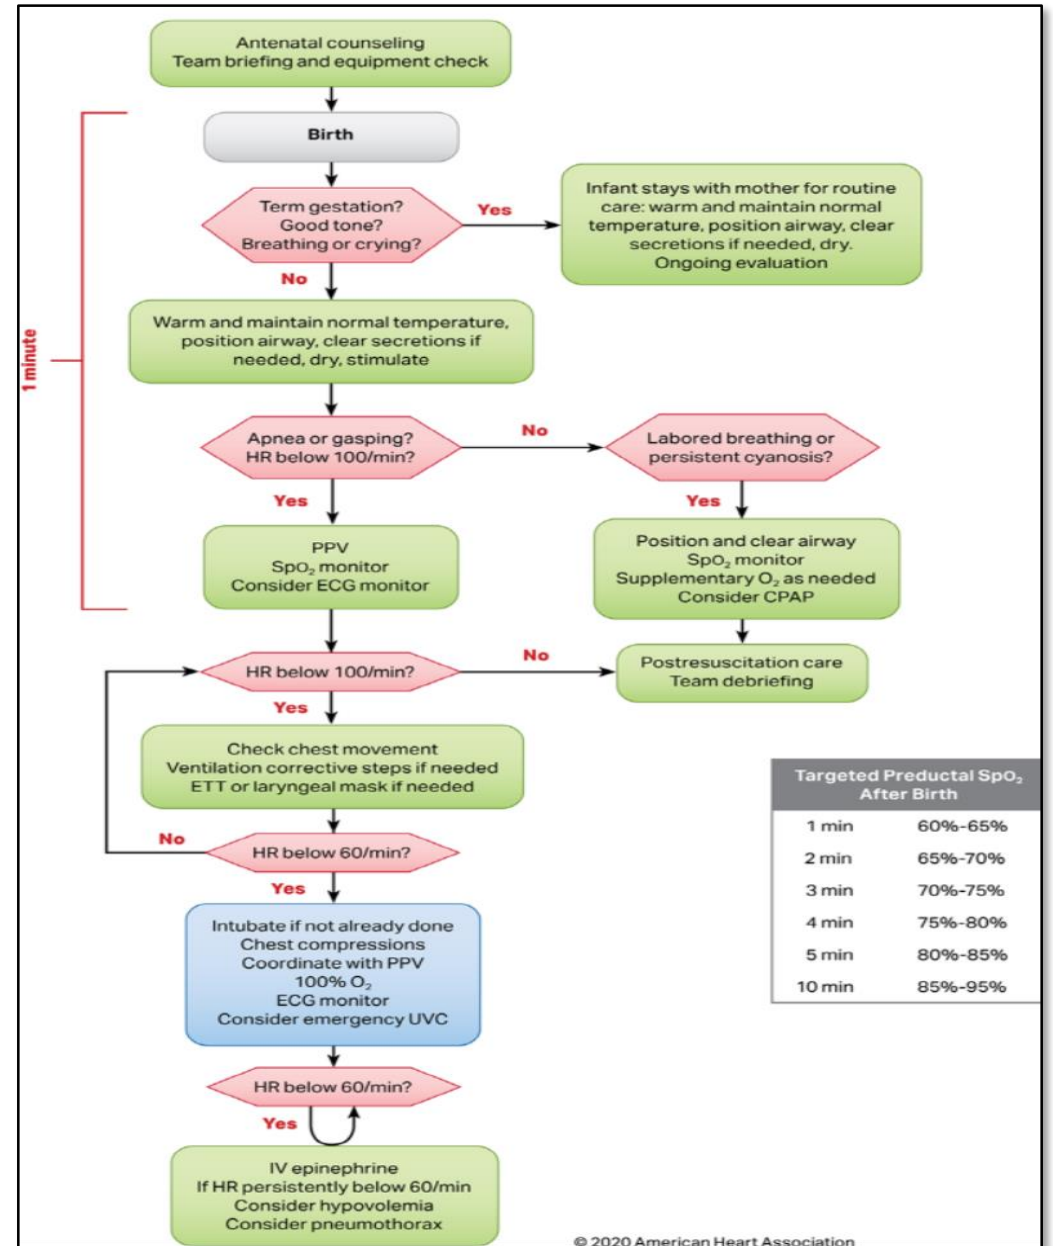 Antenatal counseling
Team briefing and equipment check
Birth
Term gestation?
Good tone?
Breathing or crying?
Yes
Infant stays with mother for routine
care: warm and maintain normal
temperature, position airway, clear
secretions if needed, dry.
Ongoing evaluation
No
Warm and maintain normal temperature,
position airway, clear secretions if
needed, dry, stimulate
1 minute
Apnea or gasping?
HR below 100/min?
No
Labored breathing or
persistent cyanosis?
Yes
Yes
PPV
SpO₂ monitor
Consider ECG monitor
Position and clear airway
SpO₂ monitor
Supplementary O₂ as needed
Consider CPAP
HR below 100/min?
No
Postresuscitation care
Team debriefing
Yes
Check chest movement
Ventilation corrective steps if needed
ETT or laryngeal mask if needed
No
HR below 60/min?
Yes
Intubate if not already done
Chest compressions
Coordinate with PPV
100% O₂
ECG monitor
Consider emergency UVC
HR below 60/min?
Yes
IV epinephrine
If HR persistently below 60/min
Consider hypovolemia
Consider pneumothorax
Targeted Preductal SpO₂
After Birth
1 min 60%-65%
2 min 65%-70%
3 min 70%-75%
4 min 75%-80%
5 min 80%-85%
10 min 85%-95%
© 2020 American Heart Association